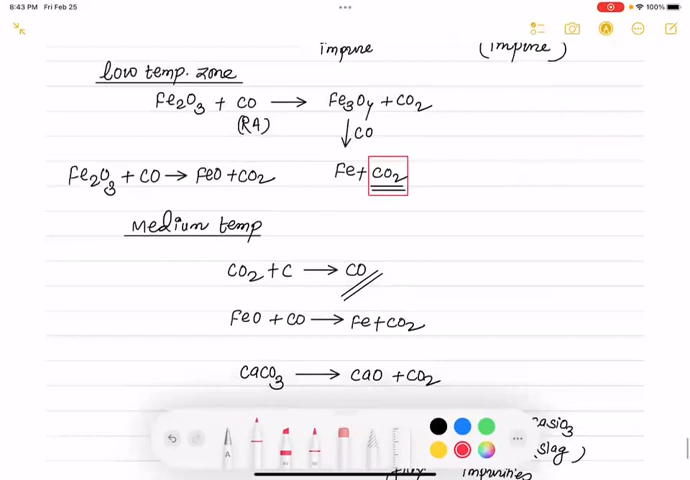 8:43 PM Fri Feb 25
100%
impure (impure)
low temp. zone
Fe2O3 + CO → Fe3O4 + CO2
(RA) ↓CO
Fe + CO2
Fe2O3 + CO → FeO + CO2
Medium temp
CO2 + C → CO
FeO + CO → Fe + CO2
CaCO3 → CaO + CO2
CaSiO3
slag)
A
impurities